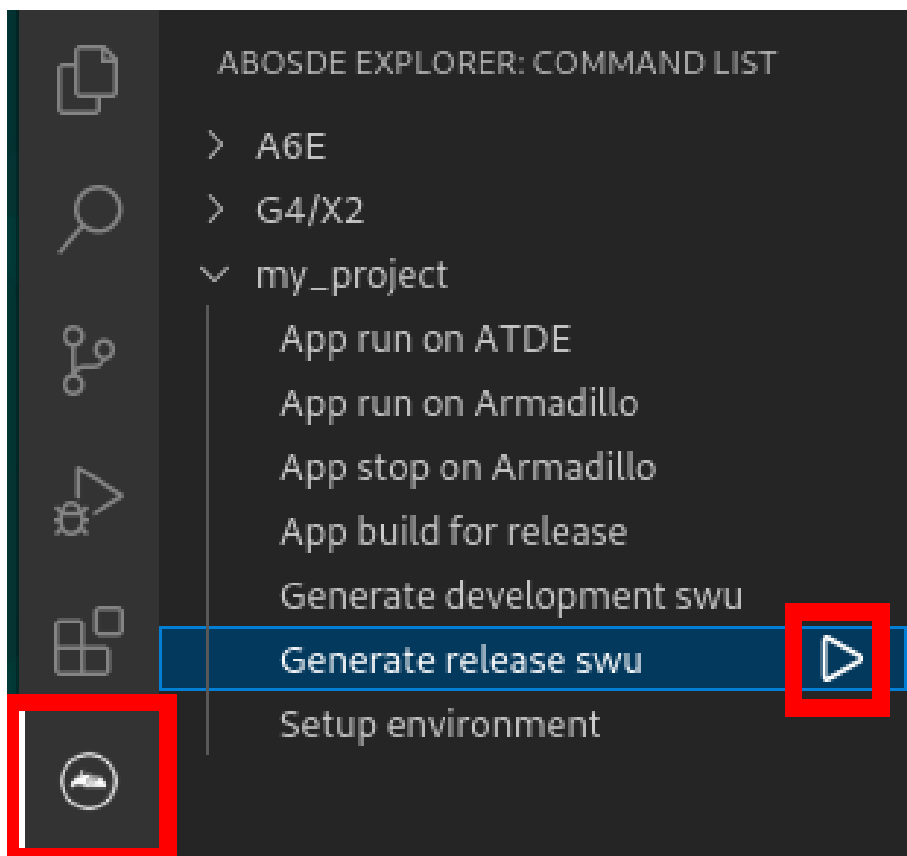 ABOSDE EXPLORER: COMMAND LIST
A6E
G4/X2
my_project
App run on ATDE
App run on Armadillo
App stop on Armadillo
App build for release
Generate development swu
Generate release swu
Setup environment